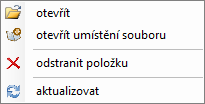 otevřít
otevřít umístění souboru
odstranit položku
aktualizovat